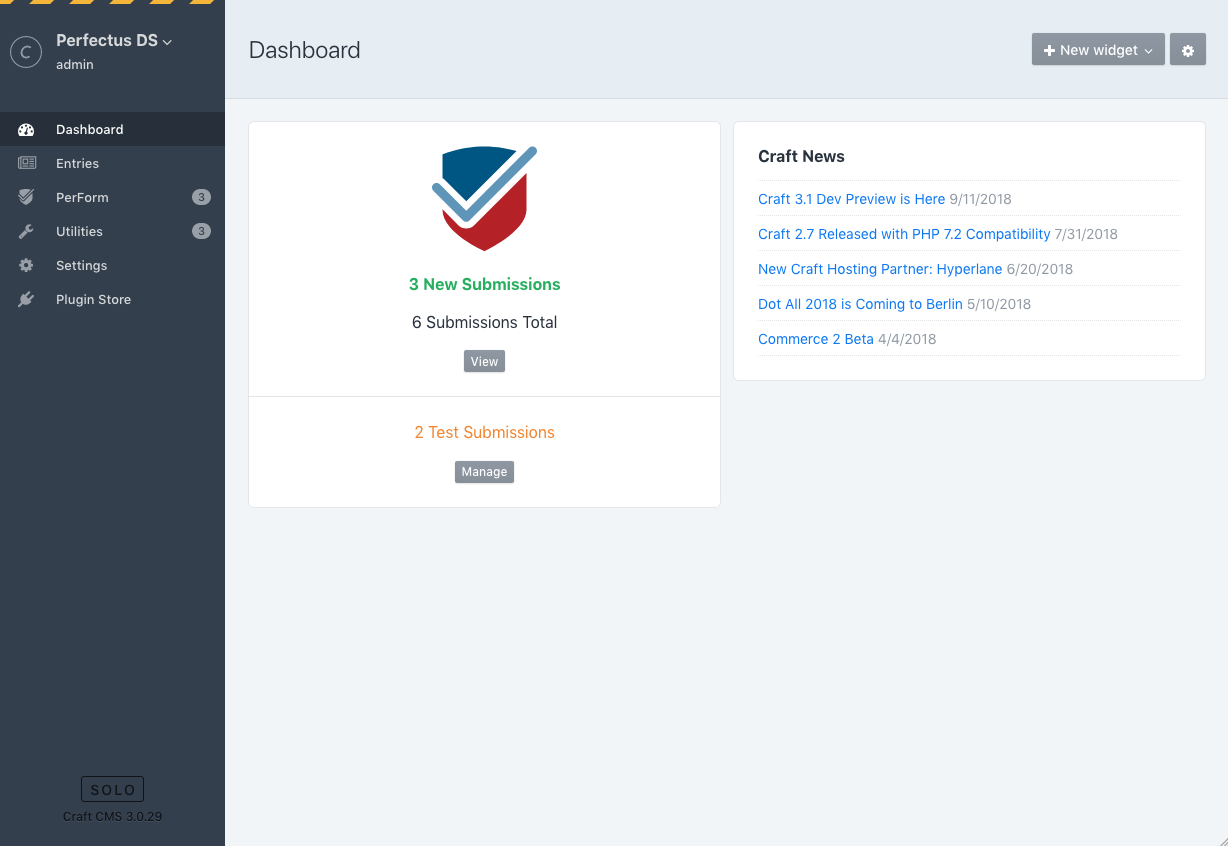 C
Perfectus DS
admin
Dashboard
Entries
PerForm 3
Utilities 3
Settings
Plugin Store
SOLO
Craft CMS 3.0.29
Dashboard
New widget
3 New Submissions
6 Submissions Total
View
2 Test Submissions
Manage
Craft News
Craft 3.1 Dev Preview is Here 9/11/2018
Craft 2.7 Released with PHP 7.2 Compatibility 7/31/2018
New Craft Hosting Partner: Hyperlane 6/20/2018
Dot All 2018 is Coming to Berlin 5/10/2018
Commerce 2 Beta 4/4/2018